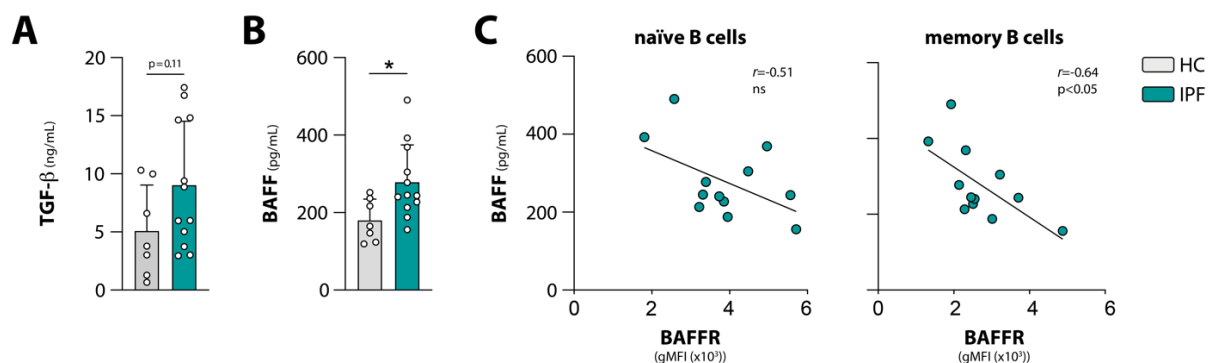 A
TGF-β (ng/mL)
20
15
10
5
0
p=0.11
B
BAFF (pg/mL)
600
400
200
0
*
C
naïve B cells
BAFF
(pg/mL)
600
400
200
0
r=-0.51
ns
0
2
4
6
BAFFR
(gMFI (x10³))
memory B cells
r=-0.64
p<0.05
0
2
4
6
BAFFR
(gMFI (x10³))
HC
IPF